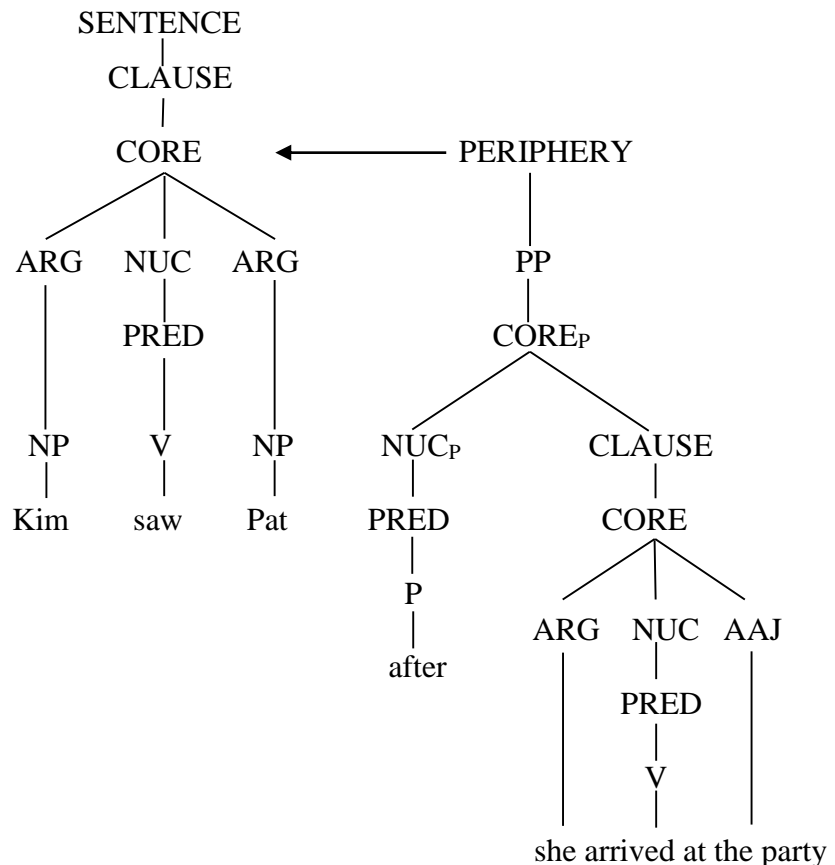 SENTENCE
CLAUSE
CORE PERIPHERY
ARG NUC ARG PP
PRED COREP
NP V NP NUCP CLAUSE
Kim saw Pat PRED CORE
P
ARG NUC AAJ
after
PRED
V
she arrived at the party